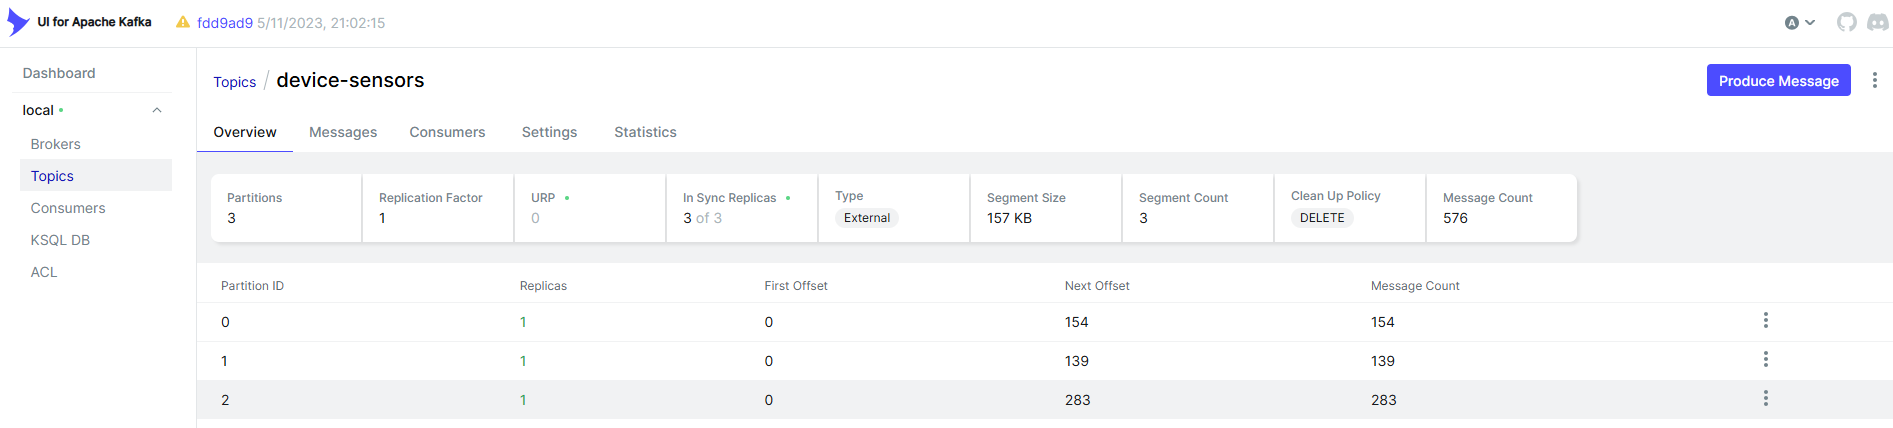 UI for Apache Kafka fdd9ad9 5/11/2023, 21:02:15 A
Dashboard
local
Brokers
Topics
Consumers
KSQL DB
ACL
Topics / device-sensors
Produce Message
Overview Messages Consumers Settings Statistics
Partitions Replication Factor URP In Sync Replicas Type Segment Size Segment Count Clean Up Policy Message Count
3 1 0 3 of 3 External 157 KB 3 DELETE 576
Partition ID Replicas First Offset Next Offset Message Count
0 1 0 154 154
1 1 0 139 139
2 1 0 283 283